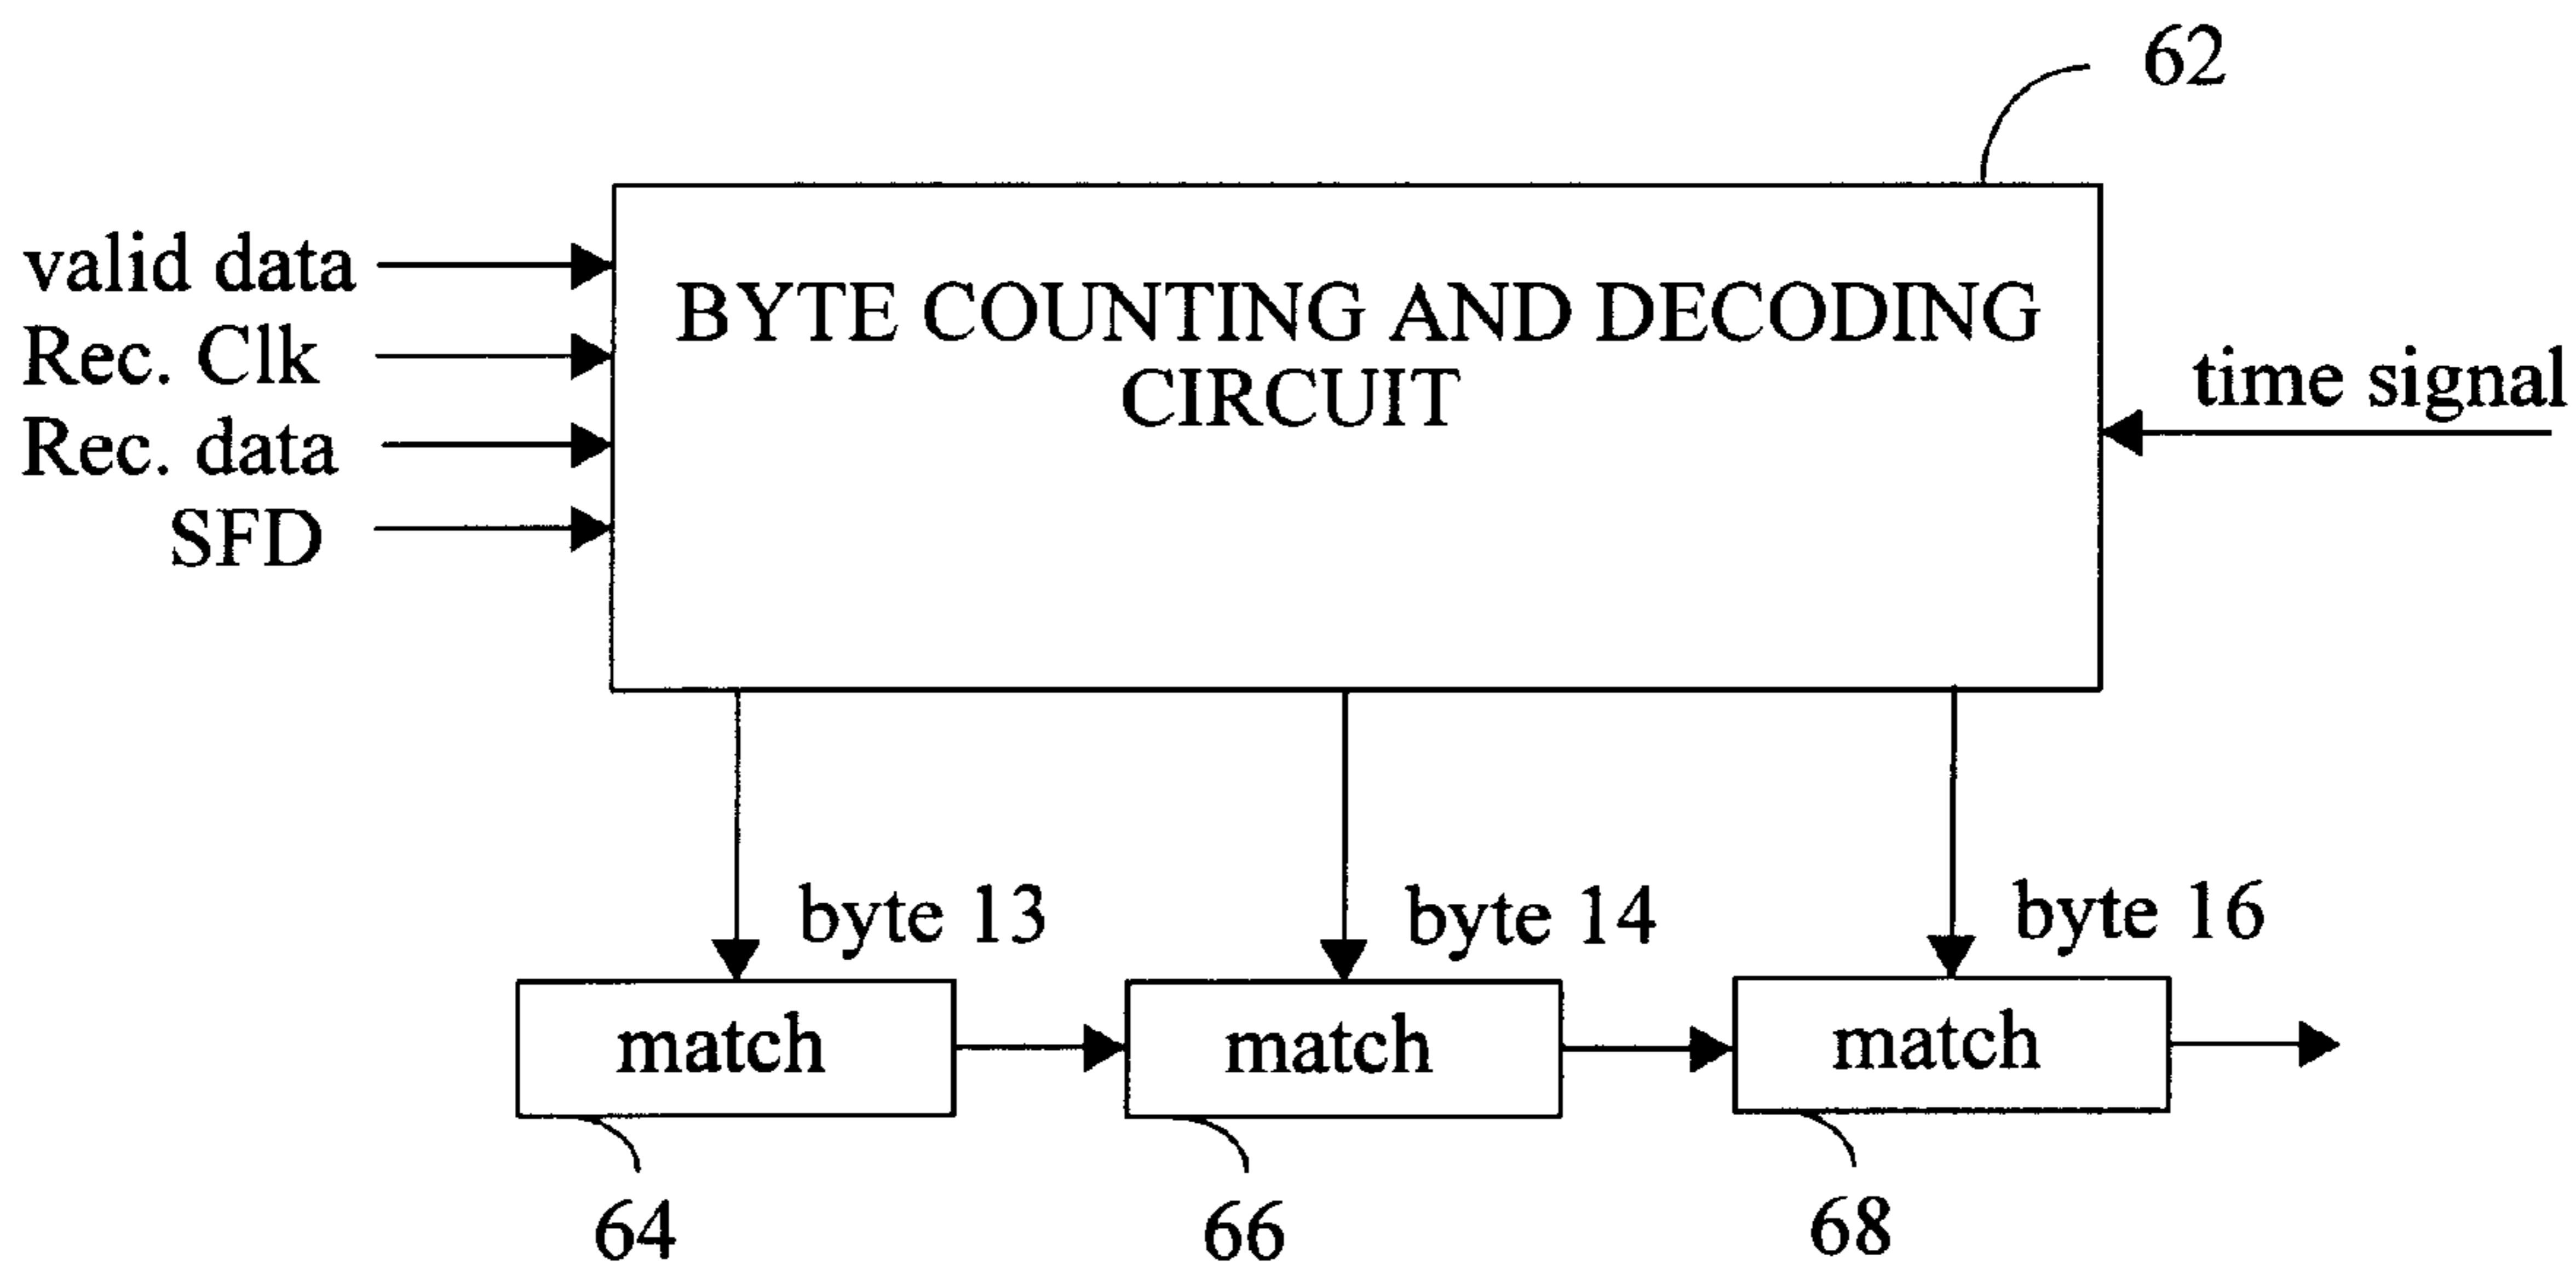 62
valid data
Rec. Clk
Rec. data
SFD
BYTE COUNTING AND DECODING
CIRCUIT
time signal
byte 13
byte 14
byte 16
match
match
match
64
66
68